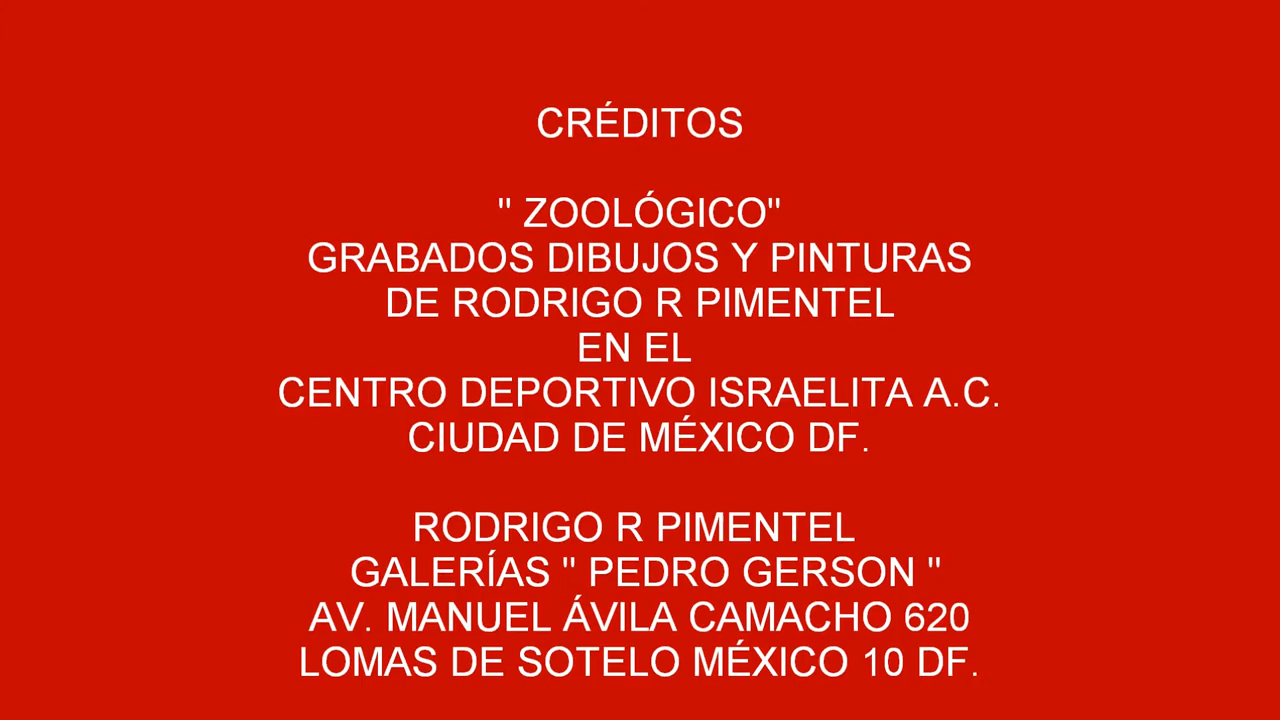 CRÉDITOS
" ZOOLÓGICO"
GRABADOS DIBUJOS Y PINTURAS
DE RODRIGO R PIMENTEL
EN EL
CENTRO DEPORTIVO ISRAELITA A.C.
CIUDAD DE MÉXICO DF.
RODRIGO R PIMENTEL
GALERÍAS " PEDRO GERSON "
AV. MANUEL ÁVILA CAMACHO 620
LOMAS DE SOTELO MÉXICO 10 DF.